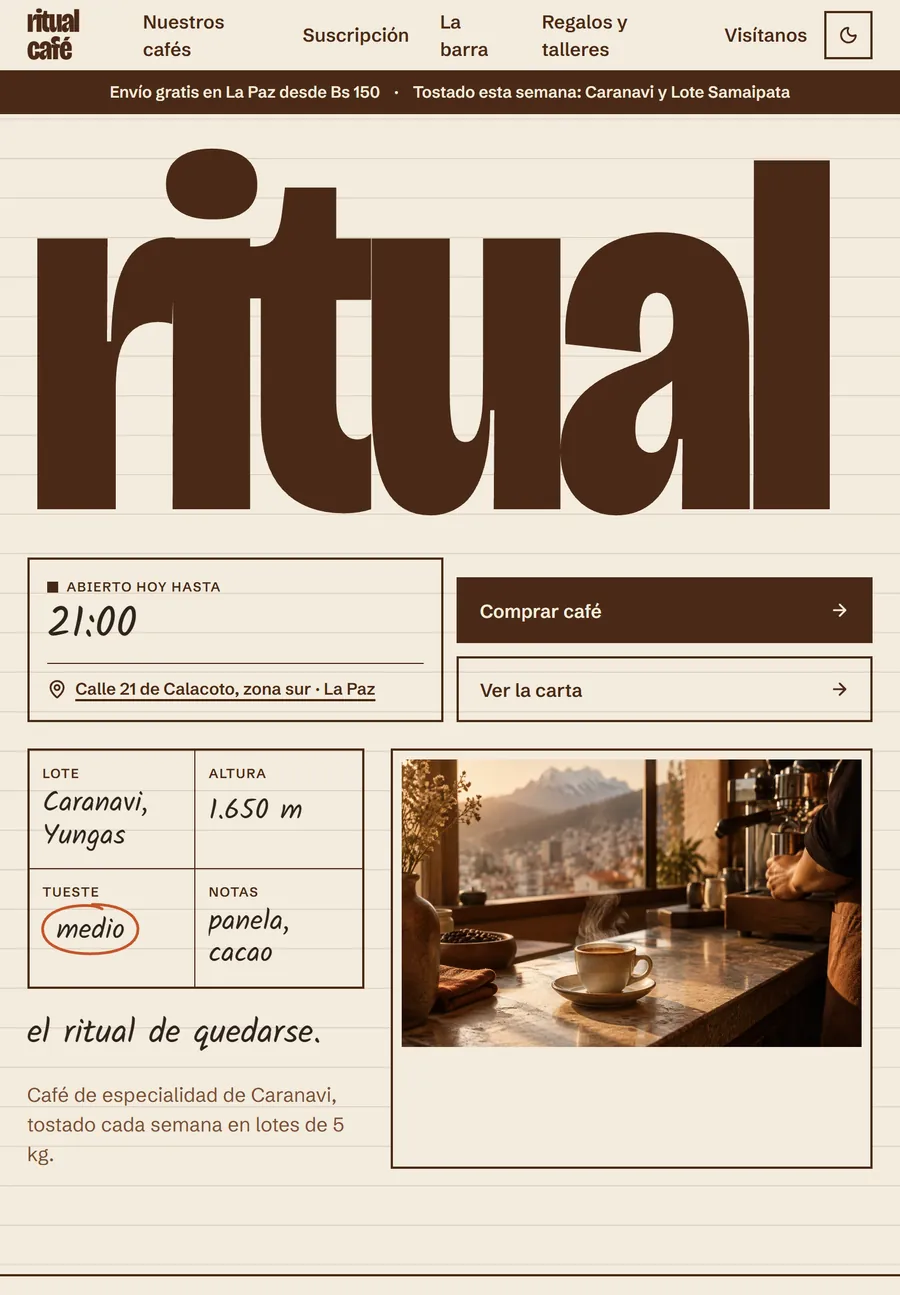 ritual
café
Nuestros
cafés
Suscripción
La
barra
Regalos y
talleres
Visítanos
Envío gratis en La Paz desde Bs 150 · Tostado esta semana: Caranavi y Lote Samaipata
ritual
ABIERTO HOY HASTA
21:00
Calle 21 de Calacoto, zona sur · La Paz
Comprar café →
Ver la carta →
LOTE
Caranavi,
Yungas
ALTURA
1.650 m
TUESTE
medio
NOTAS
panela,
cacao
el ritual de quedarse.
Café de especialidad de Caranavi,
tostado cada semana en lotes de 5
kg.